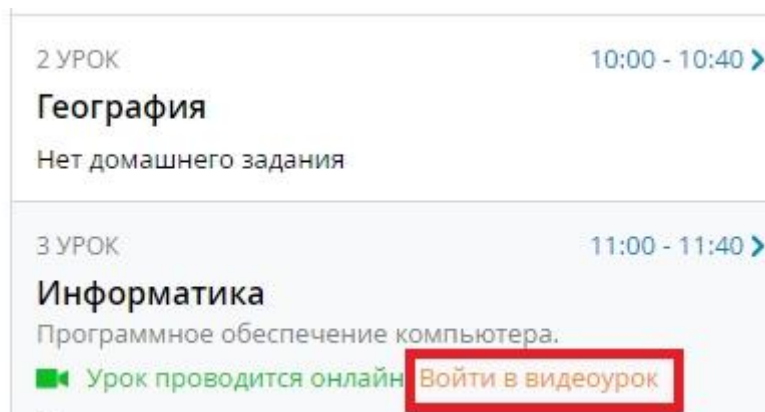 2 УРОК 10:00 - 10:40
География
Нет домашнего задания
3 УРОК 11:00 - 11:40
Информатика
Программное обеспечение компьютера.
Урок проводится онлайн Войти в видеоурок